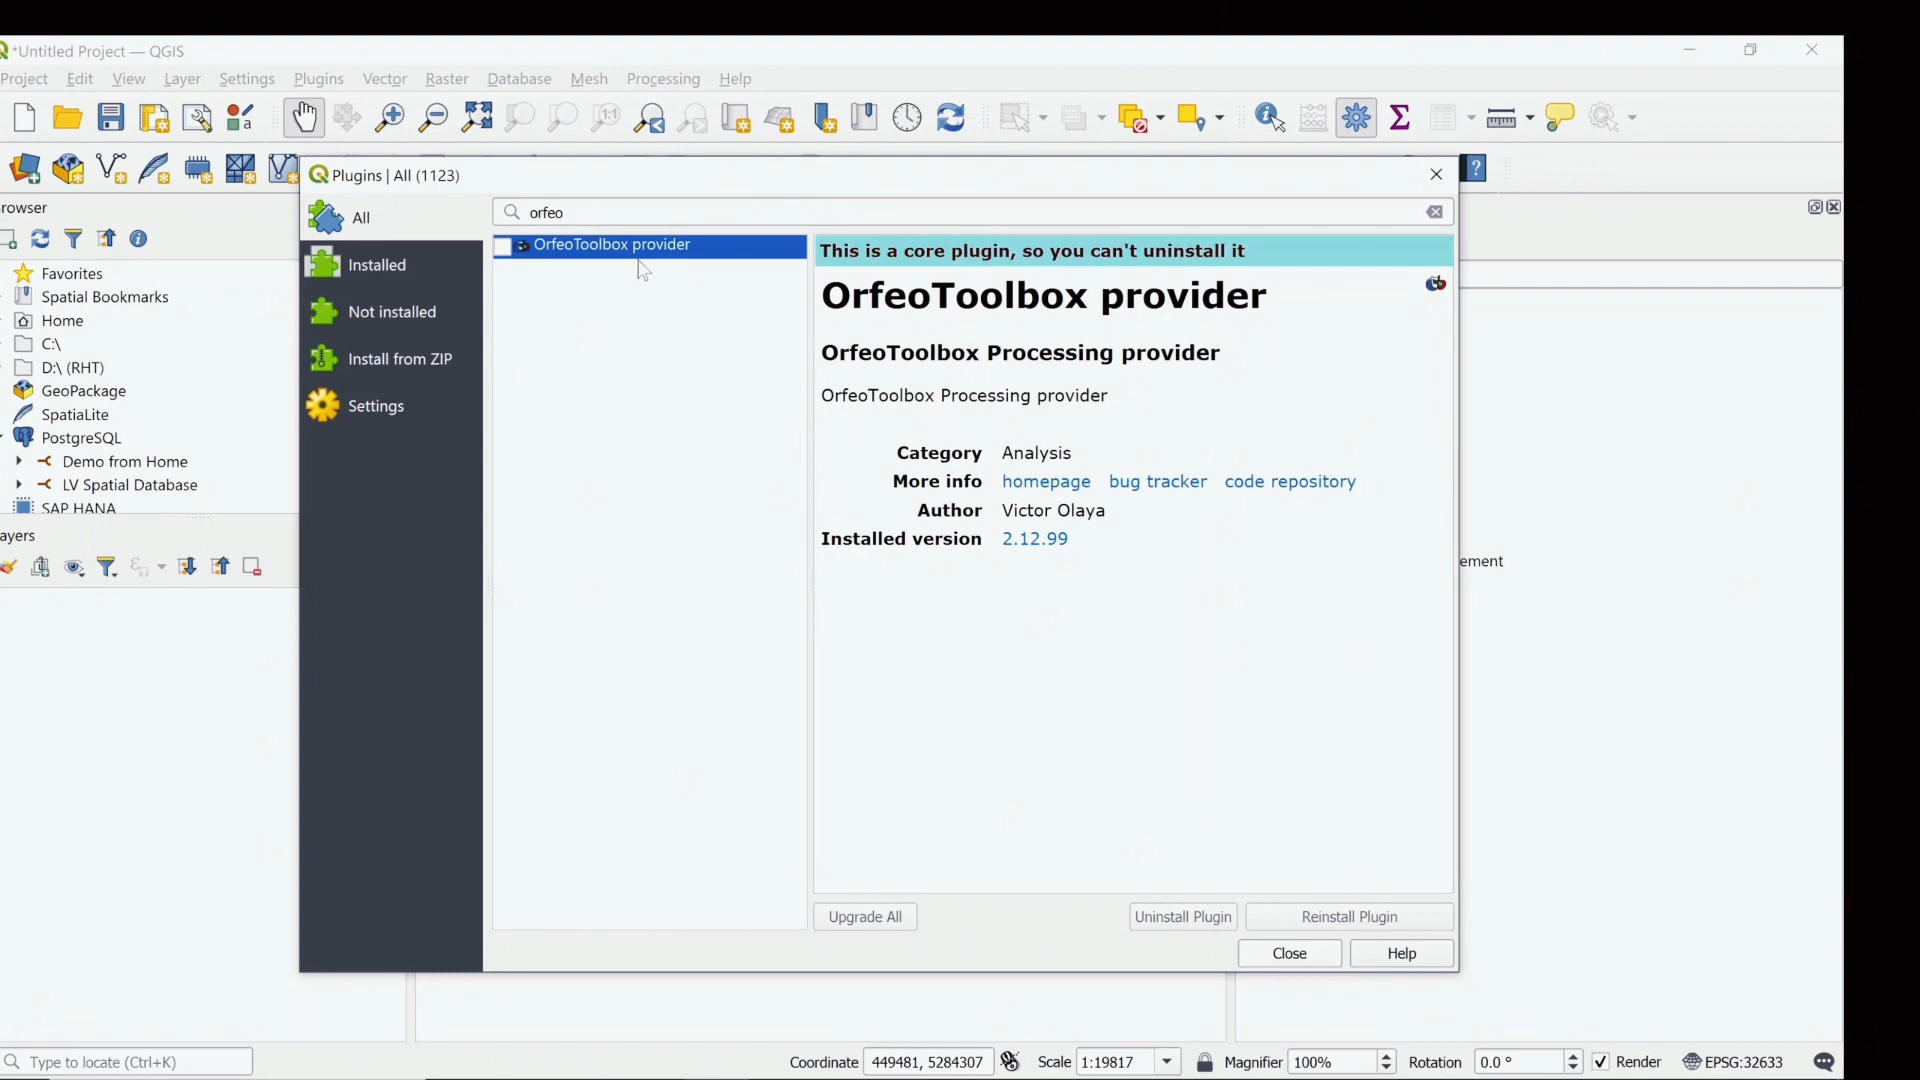 *Untitled Project — QGIS
Project Edit View Layer Settings Plugins Vector Raster Database Mesh Processing Help
Plugins | All (1123)
rowser
All
orfeo
Installed
Not installed
Install from ZIP
Settings
OrfeoToolbox provider
This is a core plugin, so you can't uninstall it
OrfeoToolbox provider
OrfeoToolbox Processing provider
OrfeoToolbox Processing provider
Category Analysis
More info homepage bug tracker code repository
Author Victor Olaya
Installed version 2.12.99
Favorites
Spatial Bookmarks
Home
C:\
D:\ (RHT)
GeoPackage
SpatiaLite
PostgreSQL
Demo from Home
LV Spatial Database
SAP HANA
ayers
ement
Upgrade All Uninstall Plugin Reinstall Plugin
Close Help
Type to locate (Ctrl+K) Coordinate 449481, 5284307 Scale 1:19817 Magnifier 100% Rotation 0.0 ° Render EPSG:32633